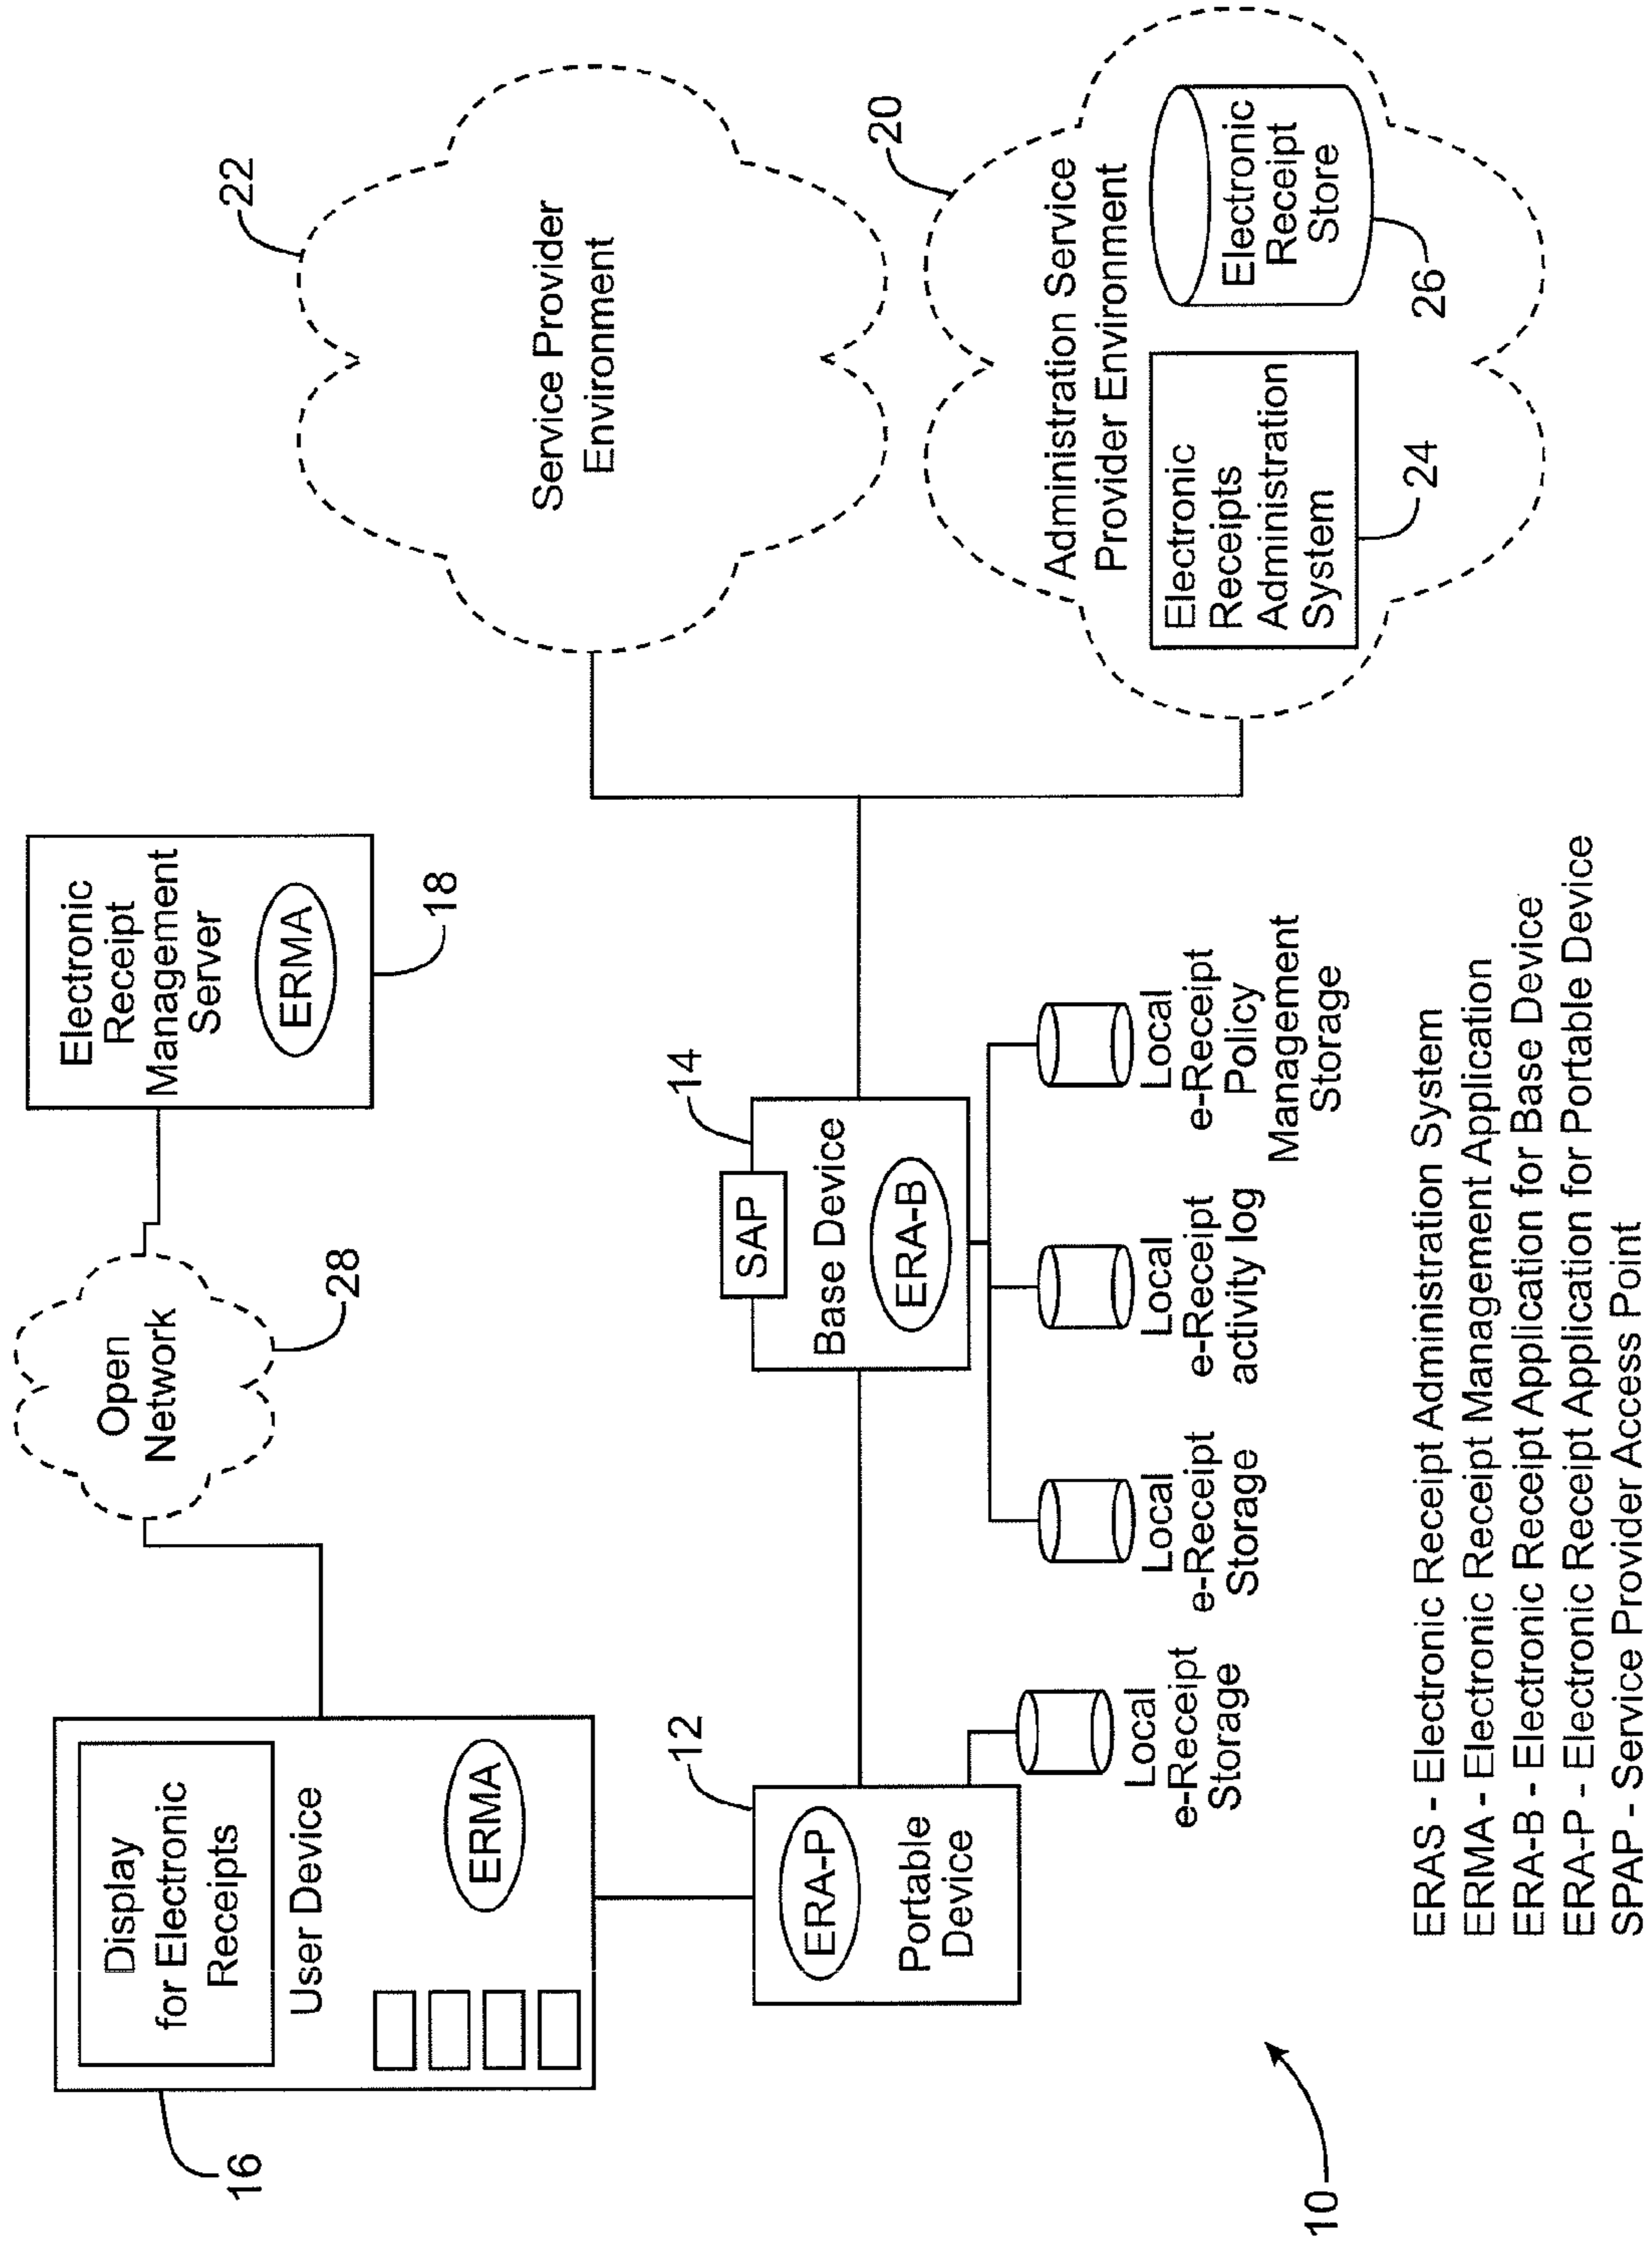 16
Display
for Electronic
Receipts
User Device
ERMA
Open
Network
28
Electronic
Receipt
Management
Server
ERMA
18
22
Service Provider
Environment
12
ERA-P
Portable
Device
Local
e-Receipt
Storage
14
SAP
Base Device
ERA-B
Local
e-Receipt
Storage
Local
e-Receipt
activity log
Local
e-Receipt
Policy
Management
Storage
20
Administration Service
Provider Environment
Electronic
Receipts
Administration
System
24
Electronic
Receipt
Store
26
10
ERAS - Electronic Receipt Administration System
ERMA - Electronic Receipt Management Application
ERA-B - Electronic Receipt Application for Base Device
ERA-P - Electronic Receipt Application for Portable Device
SPAP - Service Provider Access Point